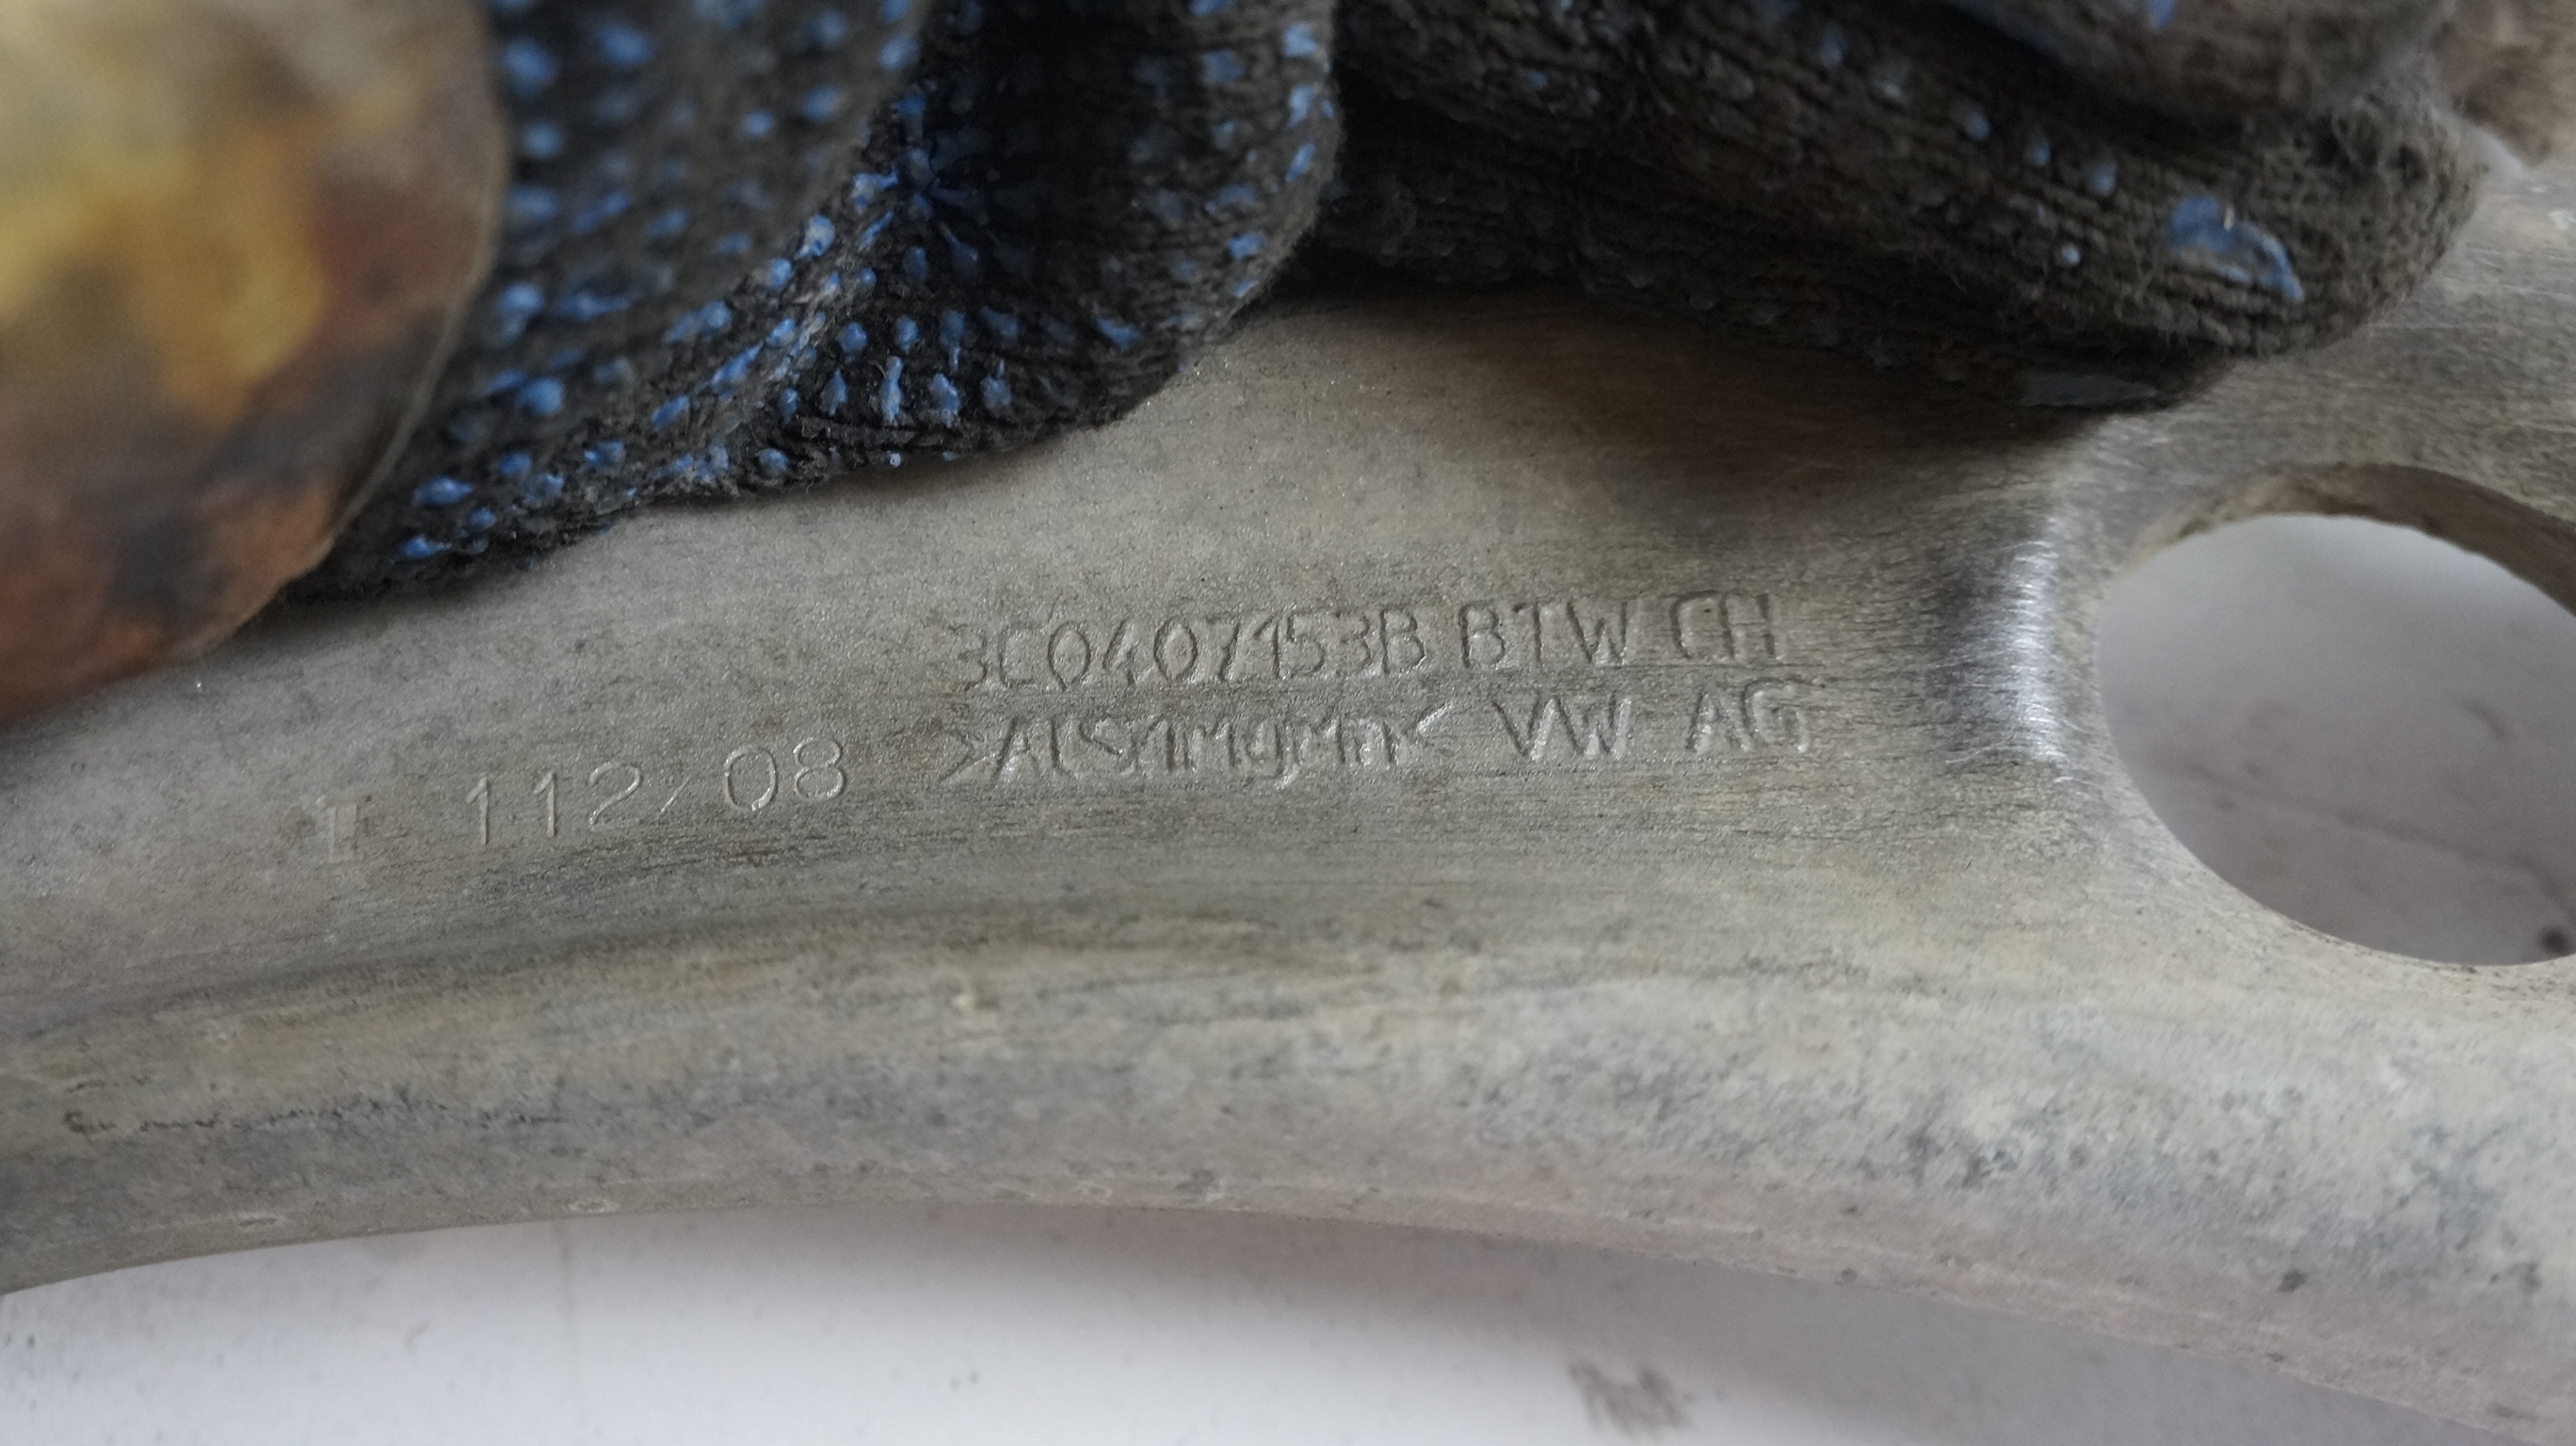 3C0407153B BTW CH
>AlSi1MgMn< VW AG
I 112/08